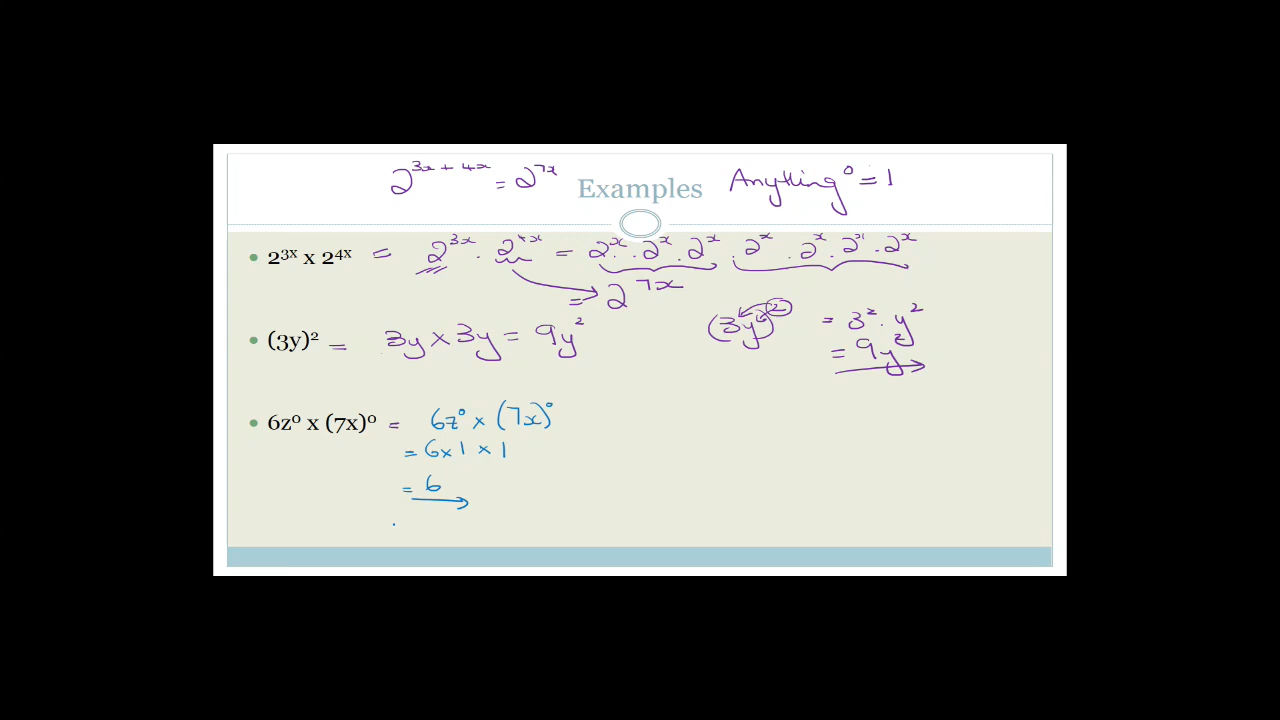 2^{3x + 4x} = 2^{7x}
Examples
Anything⁰ = 1
• 2^{3x} x 2^{4x} = 2^{3x} . 2^{4x} = 2^x . 2^x . 2^x . 2^x . 2^x . 2^x . 2^x
= 2^{7x}
• (3y)² = 3y × 3y = 9y²
(3y)² = 3² . y²
= 9y²
• 6z⁰ x (7x)⁰ = 6z⁰ × (7x)⁰
= 6 × 1 × 1
= 6